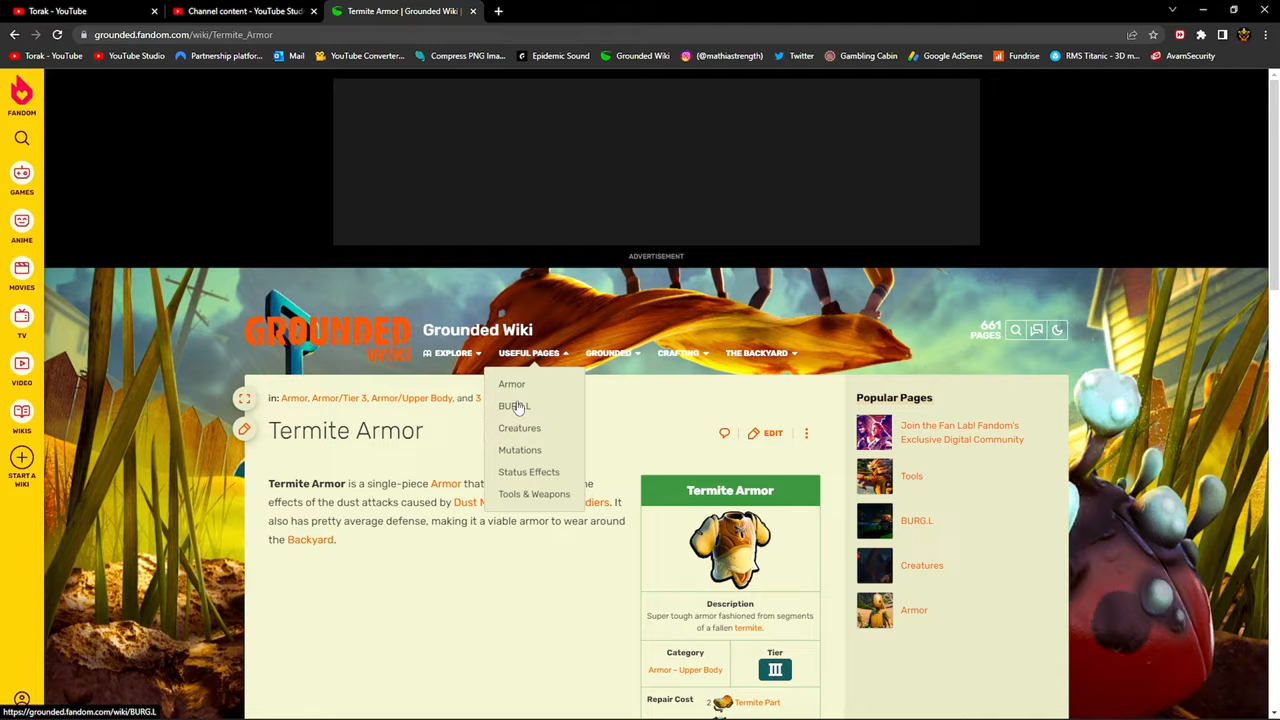 Torak - YouTube
Channel content - YouTube Studio
Termite Armor | Grounded Wiki |
grounded.fandom.com/wiki/Termite_Armor
YouTube YouTube Studio Partnership platfor... Mail YouTube Converter... Compress PNG Ima... Epidemic Sound Grounded Wiki (@mathiastrength) Twitter Gambling Cabin Google AdSense Fundrise RMS Titanic - 3D m... AvarnSecurity
FANDOM
GAMES
ANIME
MOVIES
TV
VIDEO
WIKIS
START A
WIKI
ADVERTISEMENT
GROUNDED
WIKI
Grounded Wiki
661
PAGES
EXPLORE USEFUL PAGES GROUNDED CRAFTING THE BACKYARD
Armor
BURG.L
Creatures
Mutations
Status Effects
Tools & Weapons
in: Armor, Armor/Tier 3, Armor/Upper Body, and 3
Termite Armor
EDIT
Termite Armor is a single-piece Armor that the
effects of the dust attacks caused by Dust diers. It
also has pretty average defense, making it a viable armor to wear around
the Backyard.
Termite Armor
Description
Super tough armor fashioned from segments
of a fallen termite.
Category Tier
Armor - Upper Body III
Repair Cost 2 Termite Part
Popular Pages
Join the Fan Lab! Fandom's
Exclusive Digital Community
Tools
BURG.L
Creatures
Armor
https://grounded.fandom.com/wiki/BURG.L